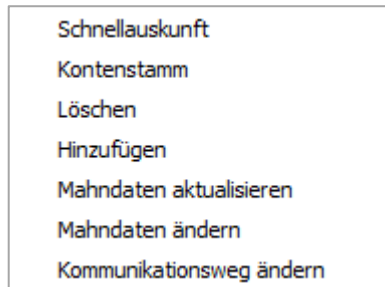 Schnellauskunft
Kontenstamm
Löschen
Hinzufügen
Mahndaten aktualisieren
Mahndaten ändern
Kommunikationsweg ändern